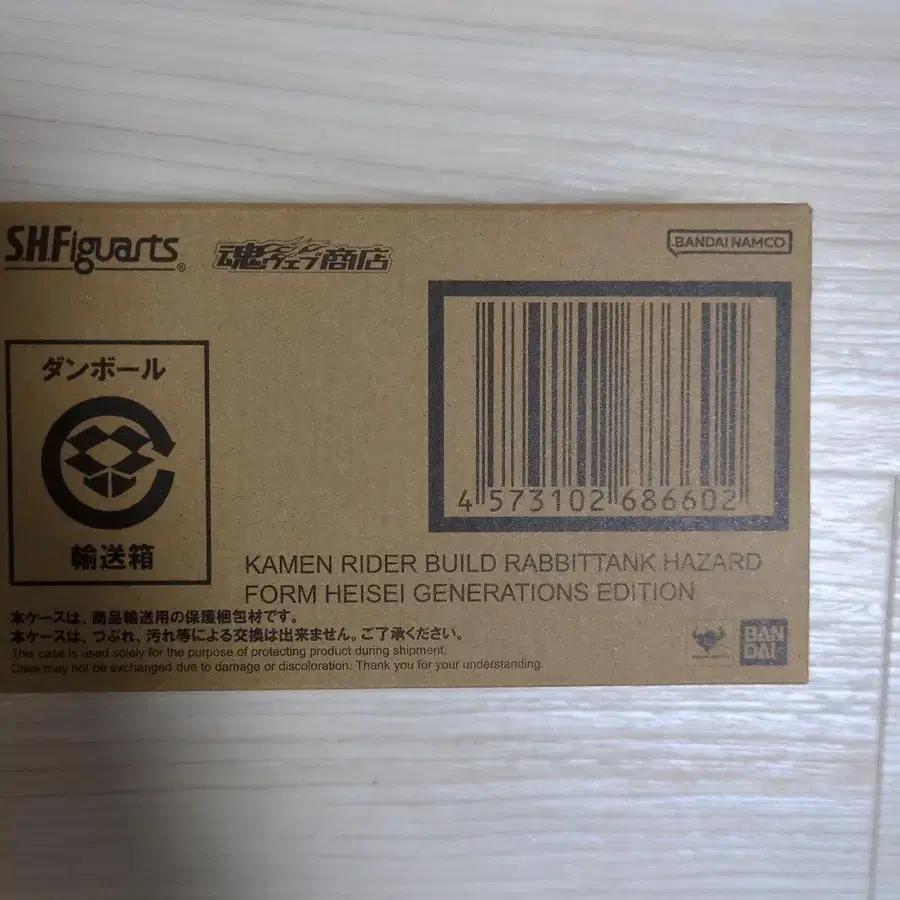 S.H.Figuarts®
魂ウェブ商店
BANDAI NAMCO
ダンボール
輸送箱
4 573102 686602
KAMEN RIDER BUILD RABBITTANK HAZARD
FORM HEISEI GENERATIONS EDITION
本ケースは、商品輸送用の保護梱包材です。
本ケースは、つぶれ、汚れ等による交換は出来ません。ご了承ください。
This case is used solely for the purpose of protecting product during shipment.
Case may not be exchanged due to damage or discoloration. Thank you for your understanding.
BAN
DAI